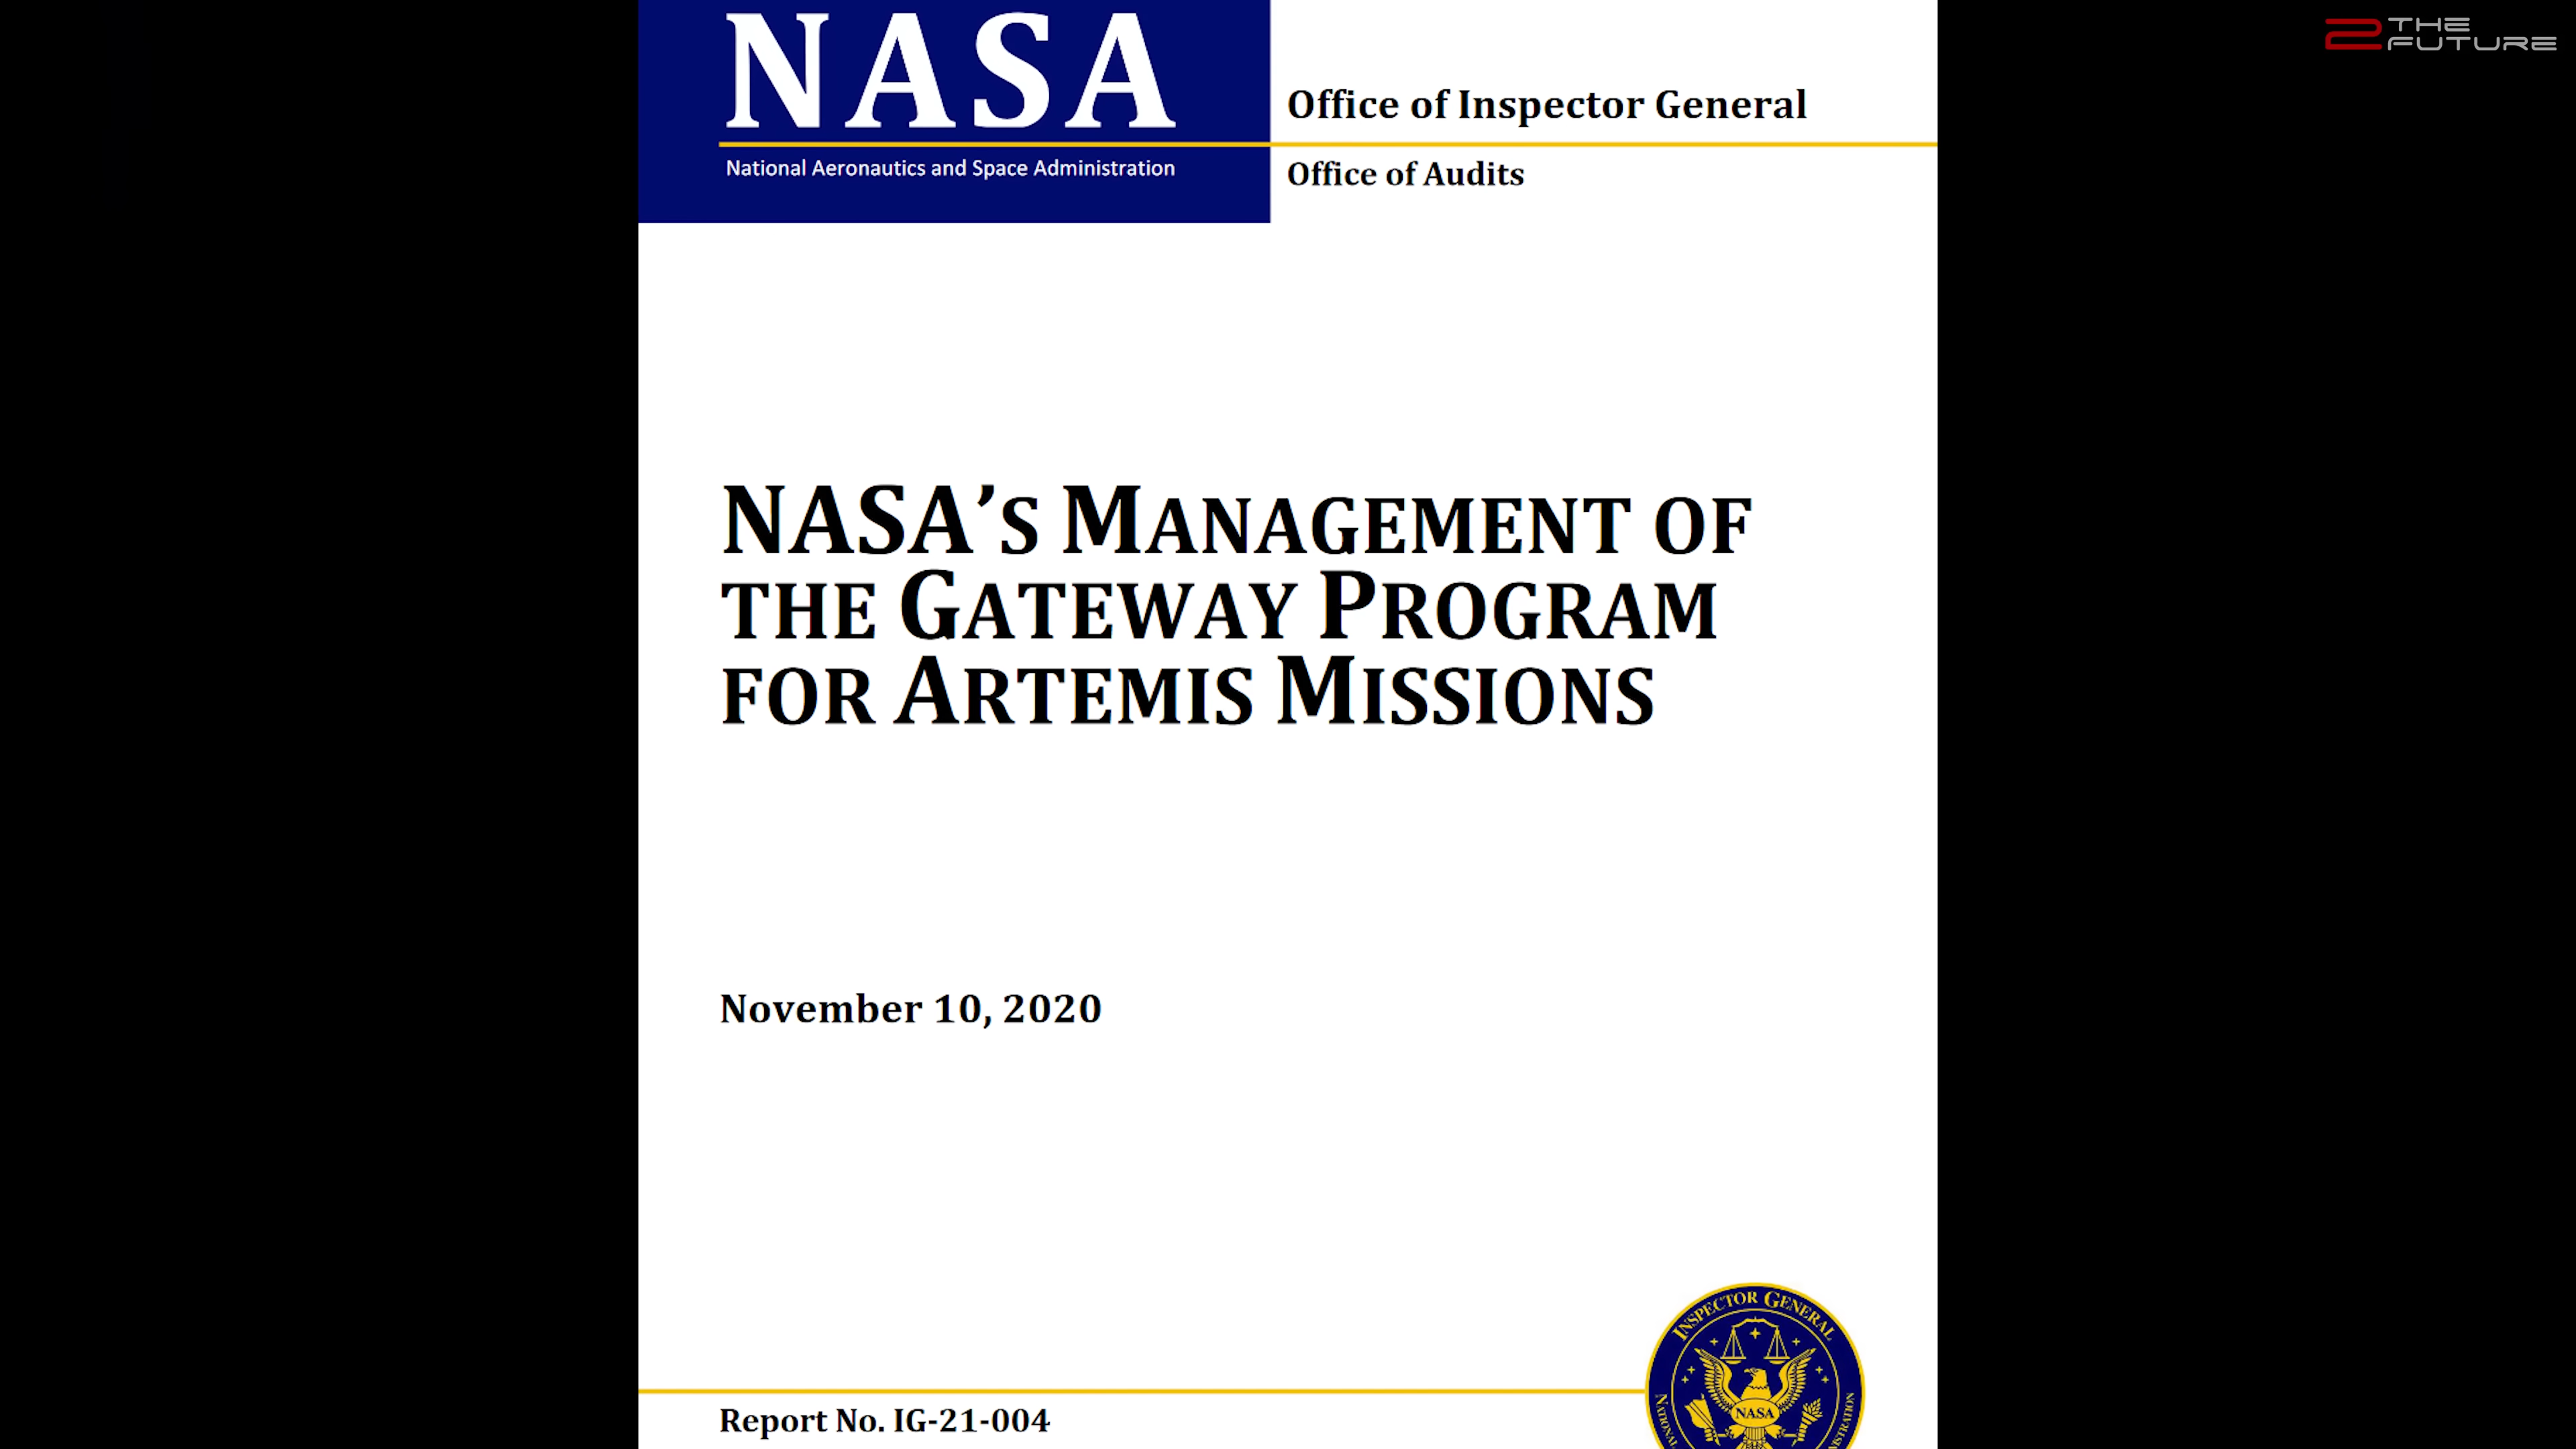 2 THE
FUTURE
NASA
National Aeronautics and Space Administration
Office of Inspector General
Office of Audits
NASA’S MANAGEMENT OF
THE GATEWAY PROGRAM
FOR ARTEMIS MISSIONS
November 10, 2020
Report No. IG-21-004
INSPECTOR GENERAL
NASA
NATIONAL